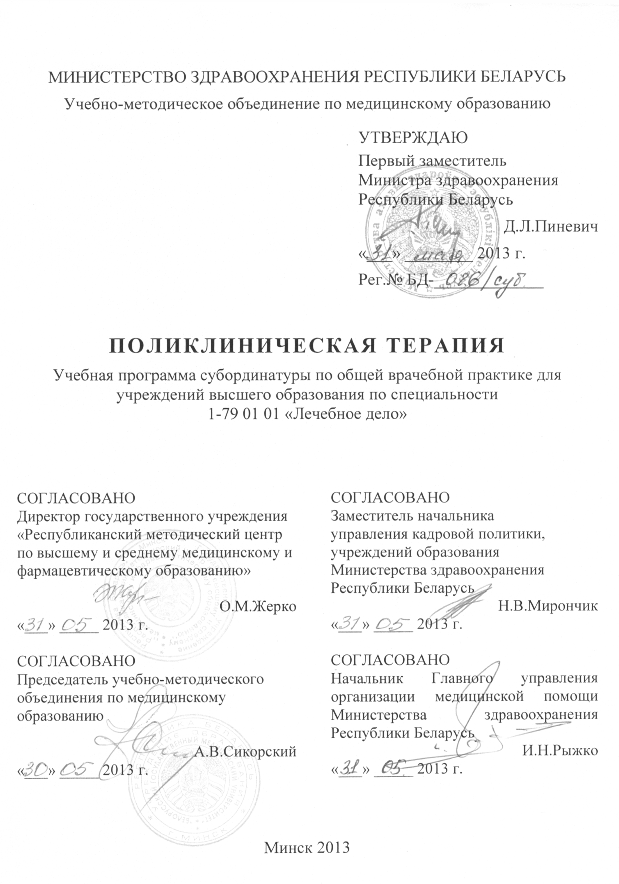 МИНИСТЕРСТВО ЗДРАВООХРАНЕНИЯ РЕСПУБЛИКИ БЕЛАРУСЬ
Учебно-методическое объединение по медицинскому образованию
УТВЕРЖДАЮ
Первый заместитель
Министра здравоохранения
Республики Беларусь
Д.Л.Пиневич
«31» мая 2013 г.
Рег.№ БД-086/суб.
ПОЛИКЛИНИЧЕСКАЯ ТЕРАПИЯ
Учебная программа субординатуры по общей врачебной практике для
учреждений высшего образования по специальности
1-79 01 01 «Лечебное дело»
СОГЛАСОВАНО
Директор государственного учреждения
«Республиканский методический центр
по высшему и среднему медицинскому и
фармацевтическому образованию»
О.М.Жерко
«31» 05 2013 г.
СОГЛАСОВАНО
Заместитель начальника
управления кадровой политики,
учреждений образования
Министерства здравоохранения
Республики Беларусь
Н.В.Мирончик
«31» 05 2013 г.
СОГЛАСОВАНО
Председатель учебно-методического
объединения по медицинскому
образованию
А.В.Сикорский
«30» 05 2013 г.
СОГЛАСОВАНО
Начальник Главного управления
организации медицинской помощи
Министерства здравоохранения
Республики Беларусь
И.Н.Рыжко
«31» 05 2013 г.
Минск 2013